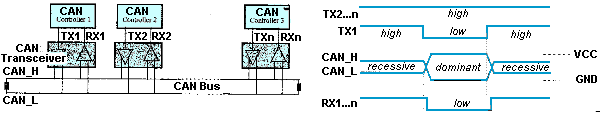 CAN CAN CAN
Controller 1 Controller 2 Controller 3
TX1 RX1 TX2 RX2 TXn RXn
CAN
Transceiver
CAN_H
CAN Bus
CAN_L
TX2...n high
TX1 high low high
CAN_H VCC
CAN_L recessive dominant recessive
GND
RX1...n low